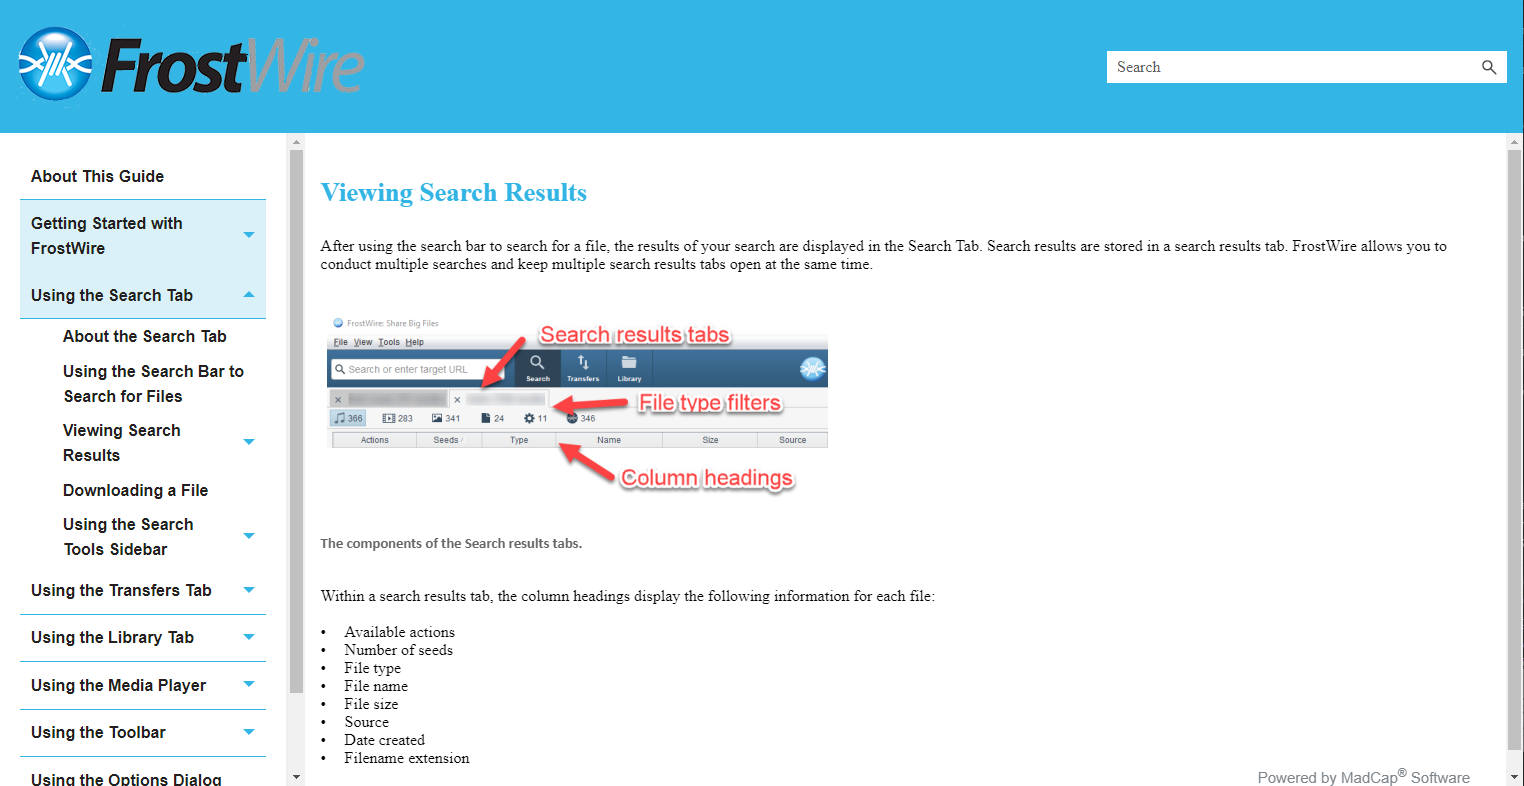 FrostWire
Search
About This Guide
Getting Started with
FrostWire
Using the Search Tab
About the Search Tab
Using the Search Bar to
Search for Files
Viewing Search
Results
Downloading a File
Using the Search
Tools Sidebar
Using the Transfers Tab
Using the Library Tab
Using the Media Player
Using the Toolbar
Using the Options Dialog
Viewing Search Results
After using the search bar to search for a file, the results of your search are displayed in the Search Tab. Search results are stored in a search results tab. FrostWire allows you to
conduct multiple searches and keep multiple search results tabs open at the same time.
FrostWire: Share Big Files
File View Tools Help
Search results tabs
Search or enter target URL
Search Transfers Library
File type filters
366 283 341 24 11 346
Actions Seeds Type Name Size Source
Column headings
The components of the Search results tabs.
Within a search results tab, the column headings display the following information for each file:
• Available actions
• Number of seeds
• File type
• File name
• File size
• Source
• Date created
• Filename extension
Powered by MadCap® Software